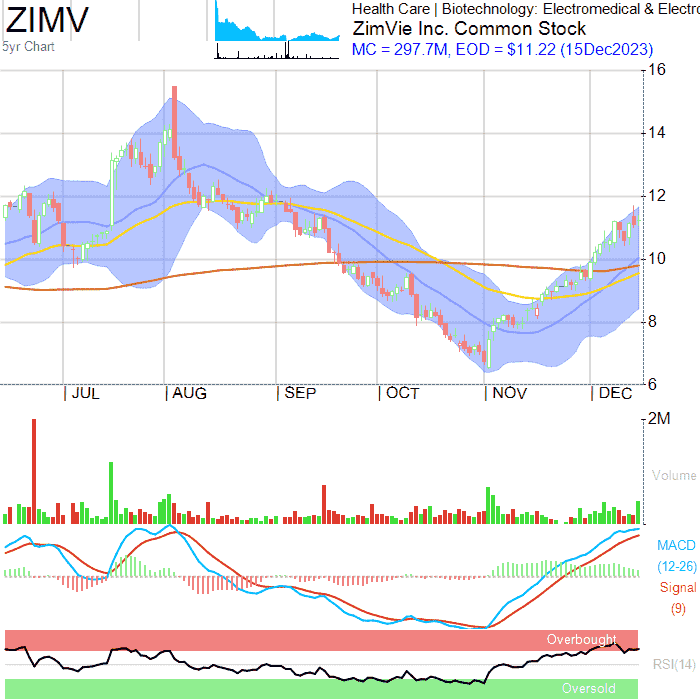 ZIMV
5yr Chart
Health Care | Biotechnology: Electromedical & Electro
ZimVie Inc. Common Stock
MC = 297.7M, EOD = $11.22 (15Dec2023)
16
14
12
10
8
6
JUL AUG SEP OCT NOV DEC
2M
Volume
MACD
(12-26)
Signal
(9)
Overbought
RSI(14)
Oversold